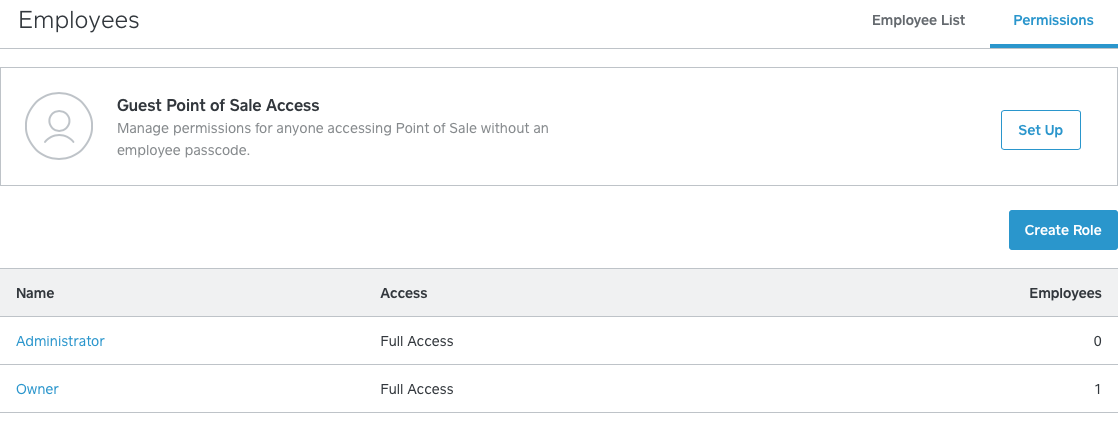 Employees
Employee List
Permissions
Guest Point of Sale Access
Manage permissions for anyone accessing Point of Sale without an
employee passcode.
Set Up
Create Role
Name Access Employees
Administrator Full Access 0
Owner Full Access 1